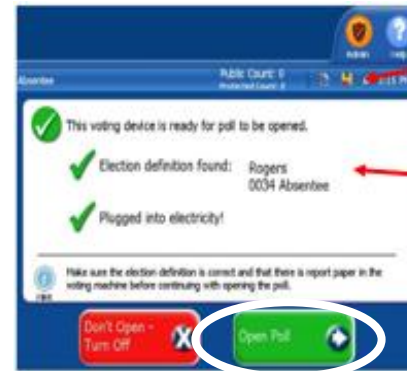 Admin
Help
Absentee
Public Count: 0
Protected Count: 0
This voting device is ready for poll to be opened.
Election definition found: Rogers
0034 Absentee
Plugged into electricity!
Make sure the election definition is correct and that there is report paper in the
voting machine before continuing with opening the poll.
Don't Open -
Turn Off
Open Poll